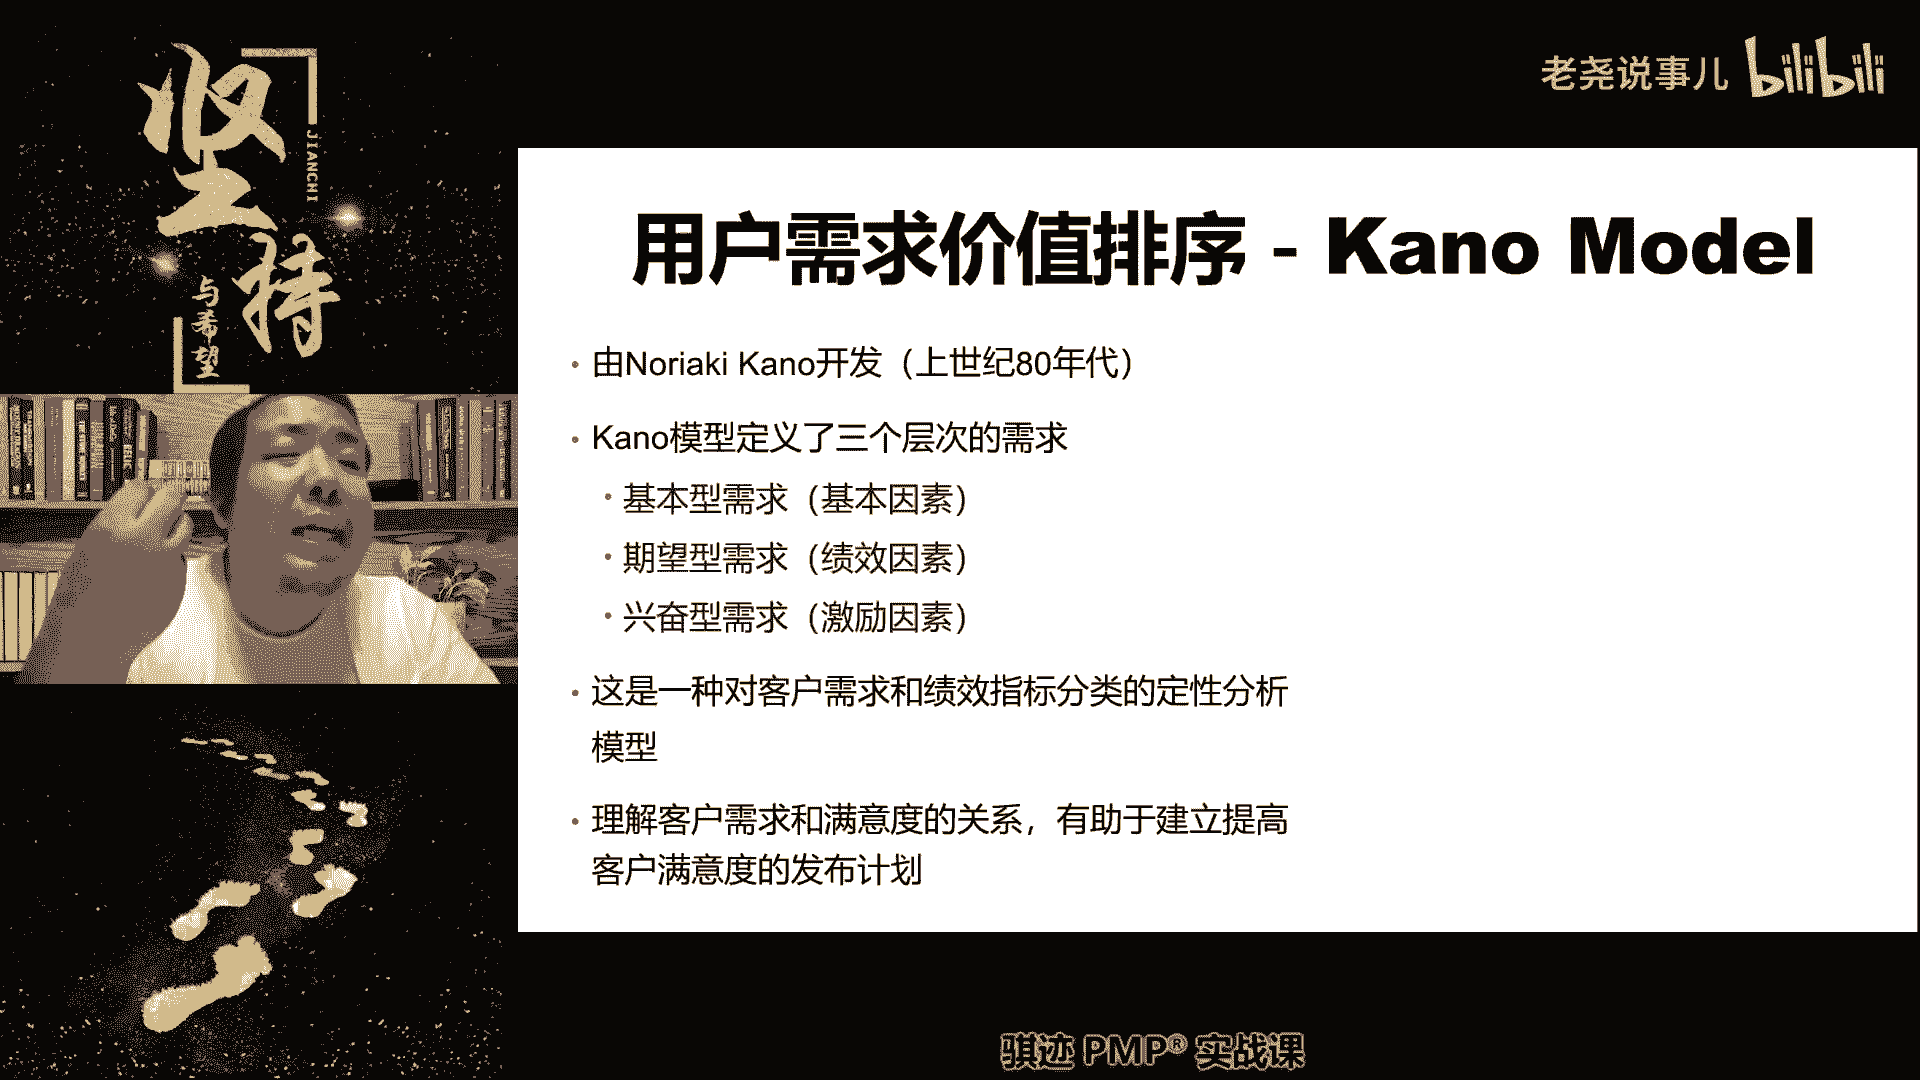 坚持
JIANCHI
与希望
老尧说事儿 bilibili
用户需求价值排序 - Kano Model
• 由Noriaki Kano开发（上世纪80年代）
• Kano模型定义了三个层次的需求
• 基本型需求（基本因素）
• 期望型需求（绩效因素）
• 兴奋型需求（激励因素）
• 这是一种对客户需求和绩效指标分类的定性分析
模型
• 理解客户需求和满意度的关系，有助于建立提高
客户满意度的发布计划
骐迹 PMP® 实战课